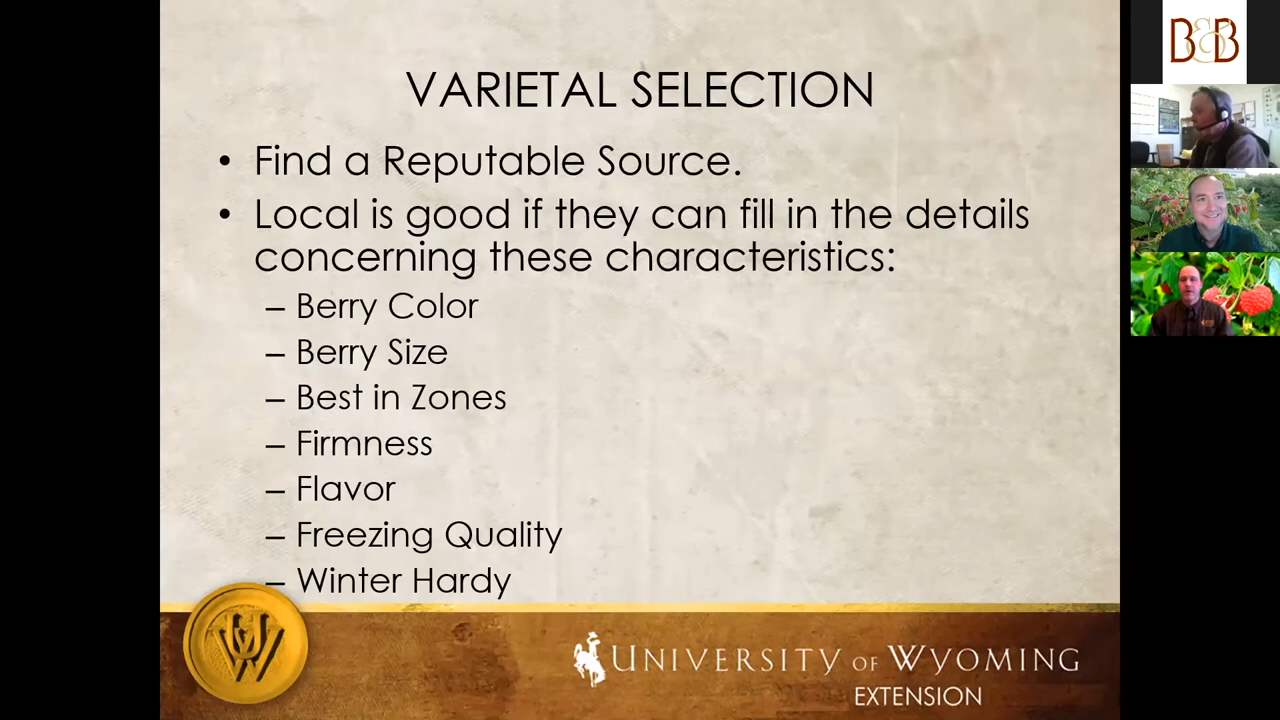 VARIETAL SELECTION
• Find a Reputable Source.
• Local is good if they can fill in the details
concerning these characteristics:
– Berry Color
– Berry Size
– Best in Zones
– Firmness
– Flavor
– Freezing Quality
– Winter Hardy
UNIVERSITY OF WYOMING
EXTENSION
B&B